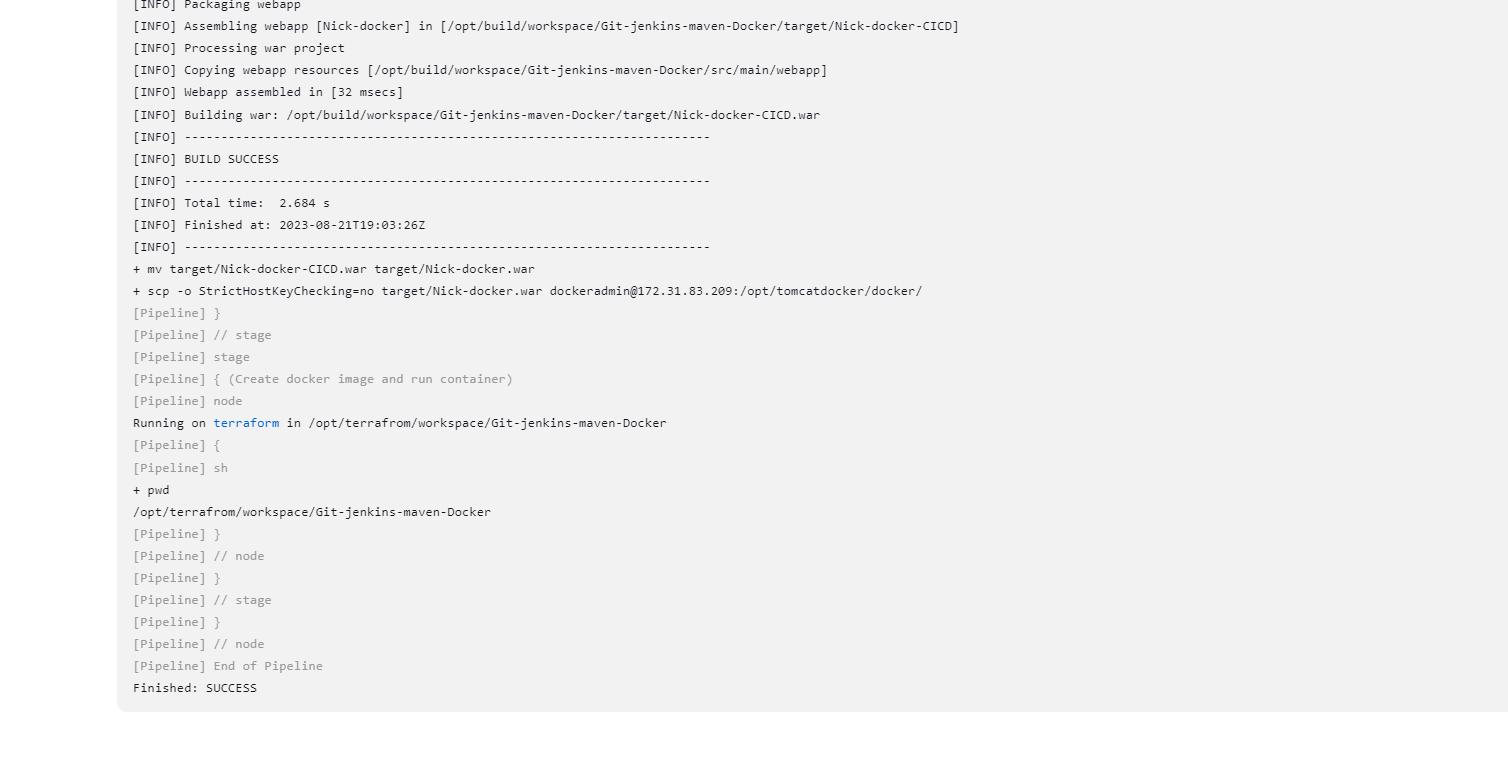 [INFO] Packaging webapp
[INFO] Assembling webapp [Nick-docker] in [/opt/build/workspace/Git-jenkins-maven-Docker/target/Nick-docker-CICD]
[INFO] Processing war project
[INFO] Copying webapp resources [/opt/build/workspace/Git-jenkins-maven-Docker/src/main/webapp]
[INFO] Webapp assembled in [32 msecs]
[INFO] Building war: /opt/build/workspace/Git-jenkins-maven-Docker/target/Nick-docker-CICD.war
[INFO] ------------------------------------------------------------------------
[INFO] BUILD SUCCESS
[INFO] ------------------------------------------------------------------------
[INFO] Total time:  2.684 s
[INFO] Finished at: 2023-08-21T19:03:26Z
[INFO] ------------------------------------------------------------------------
+ mv target/Nick-docker-CICD.war target/Nick-docker.war
+ scp -o StrictHostKeyChecking=no target/Nick-docker.war dockeradmin@172.31.83.209:/opt/tomcatdocker/docker/
[Pipeline] }
[Pipeline] // stage
[Pipeline] stage
[Pipeline] { (Create docker image and run container)
[Pipeline] node
Running on terraform in /opt/terrafrom/workspace/Git-jenkins-maven-Docker
[Pipeline] {
[Pipeline] sh
+ pwd
/opt/terrafrom/workspace/Git-jenkins-maven-Docker
[Pipeline] }
[Pipeline] // node
[Pipeline] }
[Pipeline] // stage
[Pipeline] }
[Pipeline] // node
[Pipeline] End of Pipeline
Finished: SUCCESS